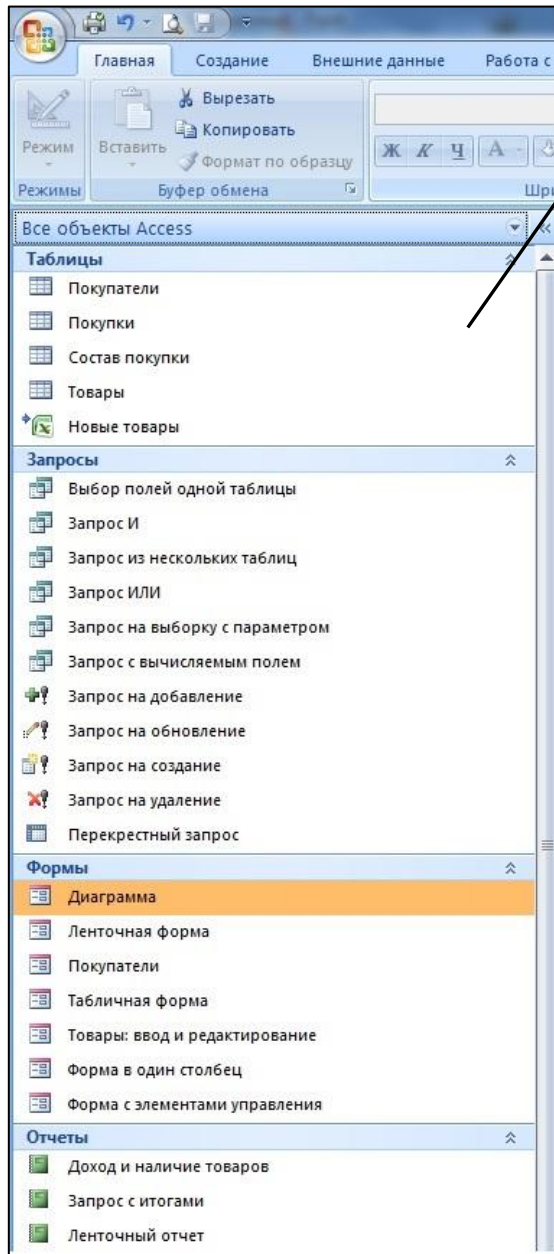 Главная Создание Внешние данные Работа с
Вырезать
Копировать
Режим Вставить Формат по образцу Ж К Ч А
Режимы Буфер обмена Шри
Все объекты Access
Таблицы
Покупатели
Покупки
Состав покупки
Товары
Новые товары
Запросы
Выбор полей одной таблицы
Запрос И
Запрос из нескольких таблиц
Запрос ИЛИ
Запрос на выборку с параметром
Запрос с вычисляемым полем
Запрос на добавление
Запрос на обновление
Запрос на создание
Запрос на удаление
Перекрестный запрос
Формы
Диаграмма
Ленточная форма
Покупатели
Табличная форма
Товары: ввод и редактирование
Форма в один столбец
Форма с элементами управления
Отчеты
Доход и наличие товаров
Запрос с итогами
Ленточный отчет